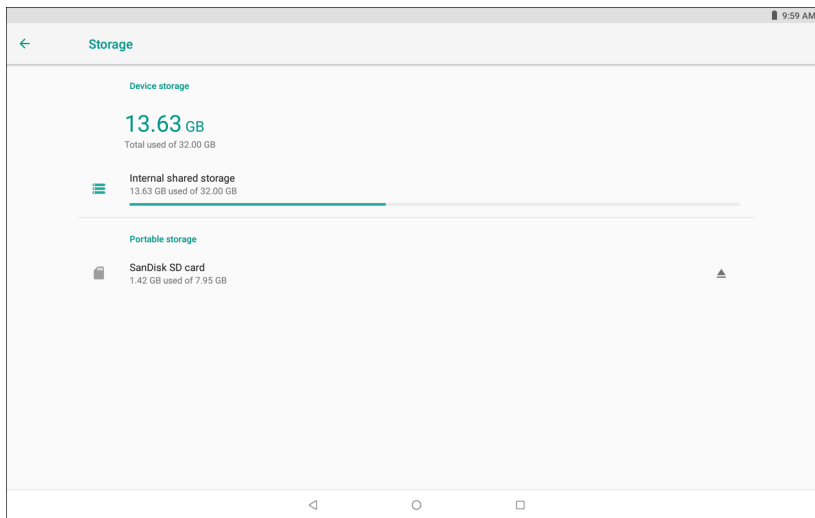 9:59 AM
Storage
Device storage
13.63 GB
Total used of 32.00 GB
Internal shared storage
13.63 GB used of 32.00 GB
Portable storage
SanDisk SD card
1.42 GB used of 7.95 GB